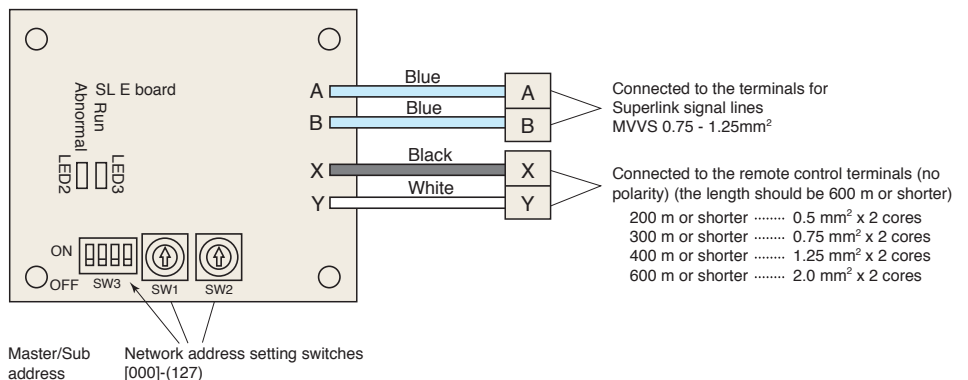 SL E board
Abnormal
Run
LED2
LED3
ON
OFF
SW3
SW1
SW2
A
Blue
A
B
Blue
B
X
Black
X
Y
White
Y
Connected to the terminals for
Superlink signal lines
MVVS 0.75 - 1.25mm²
Connected to the remote control terminals (no
polarity) (the length should be 600 m or shorter)
200 m or shorter ········ 0.5 mm² x 2 cores
300 m or shorter ········ 0.75 mm² x 2 cores
400 m or shorter ········ 1.25 mm² x 2 cores
600 m or shorter ········ 2.0 mm² x 2 cores
Master/Sub
address
Network address setting switches
[000]-(127)